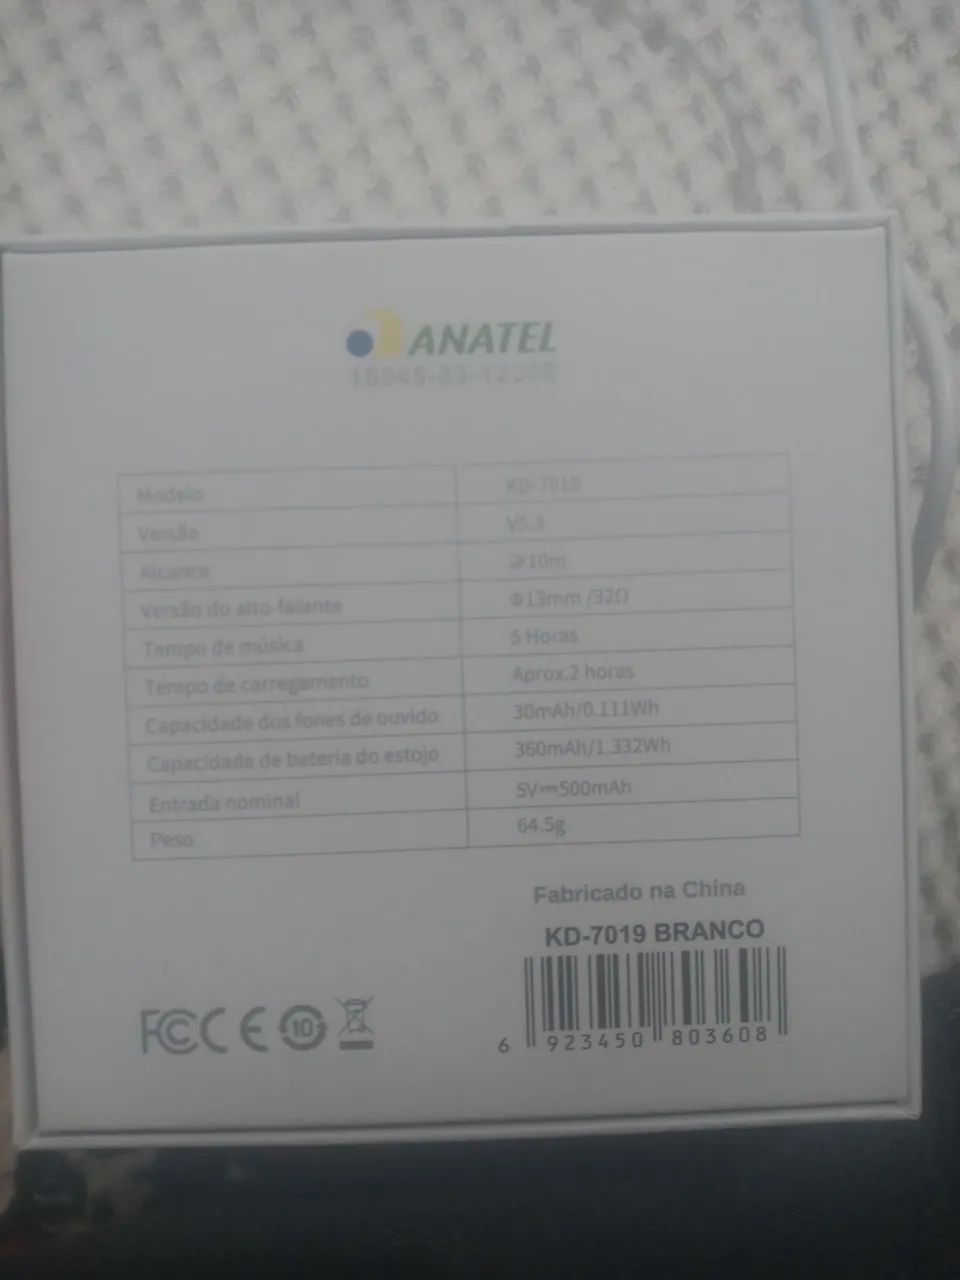 ANATEL
Modelo KD-7019
Versão V5.3
Alcance ⩾10m
Versão do alto-falante Φ13mm /32Ω
Tempo de música 5 Horas
Tempo de carregamento Aprox.2 horas
Capacidade dos fones de ouvido 30mAh/0.111Wh
Capacidade de bateria do estojo 360mAh/1.332Wh
Entrada nominal 5V⎓500mAh
Peso 64.5g
Fabricado na China
KD-7019 BRANCO
6 923450 803608
FC CE 10